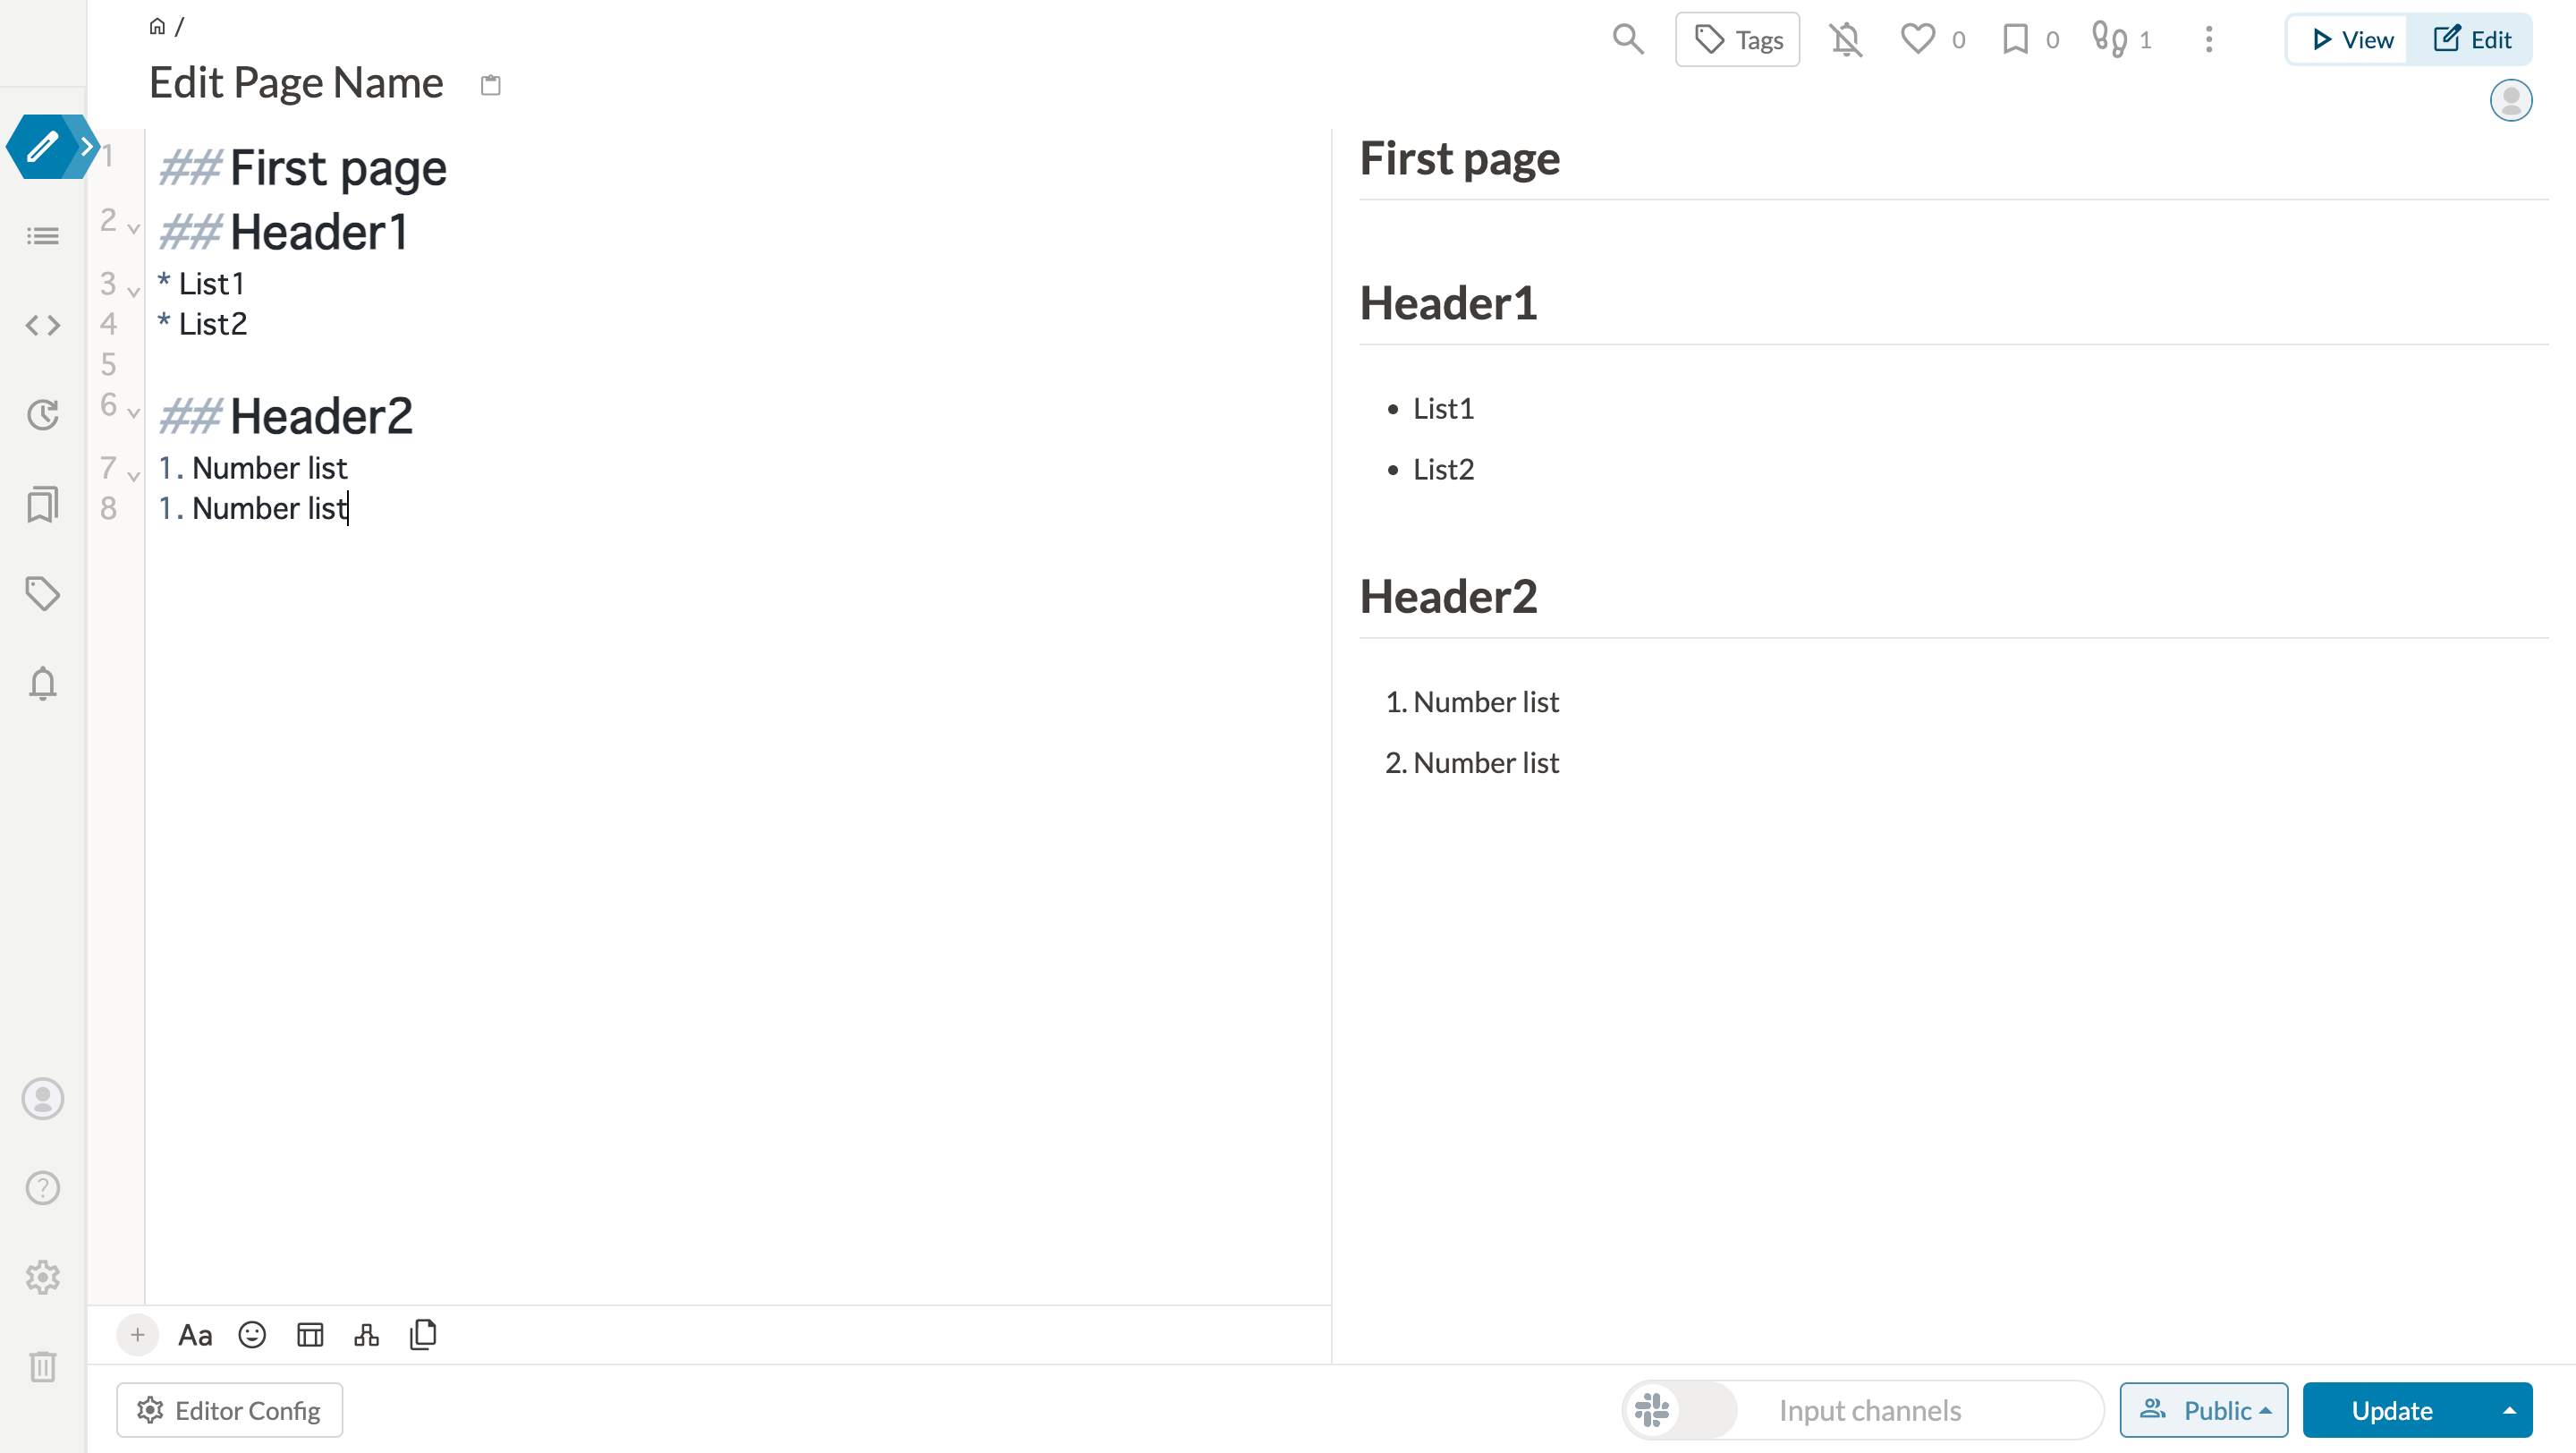 /
Tags
0
0
1
View
Edit
Edit Page Name
1 ## First page
2 ## Header1
3 * List1
4 * List2
5
6 ## Header2
7 1. Number list
8 1. Number list
First page
Header1
• List1
• List2
Header2
1. Number list
2. Number list
Aa
Editor Config
Input channels
Public
Update